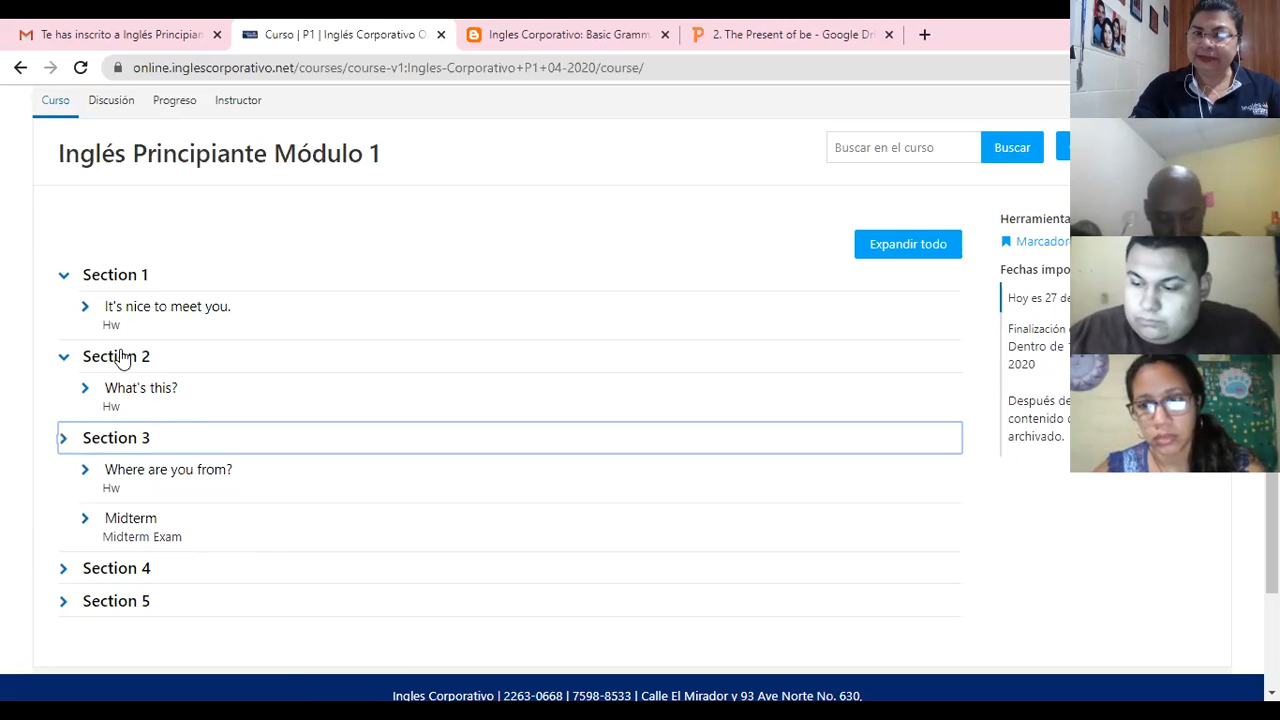 Te has inscrito a Inglés Principian
Curso | P1 | Inglés Corporativo O
Ingles Corporativo: Basic Gramm
2. The Present of be - Google Dri
online.inglescorporativo.net/courses/course-v1:Ingles-Corporativo+P1+04-2020/course/
Curso Discusión Progreso Instructor
Inglés Principiante Módulo 1
Buscar en el curso
Buscar
Expandir todo
Section 1
It's nice to meet you.
Hw
Section 2
What's this?
Hw
Section 3
Where are you from?
Hw
Midterm
Midterm Exam
Section 4
Section 5
Herramienta
Marcador
Fechas impo
Hoy es 27 de
Finalización
Dentro de 1
2020
Después de
contenido
archivado.
Ingles Corporativo | 2263-0668 | 7598-8533 | Calle El Mirador y 93 Ave Norte No. 630,